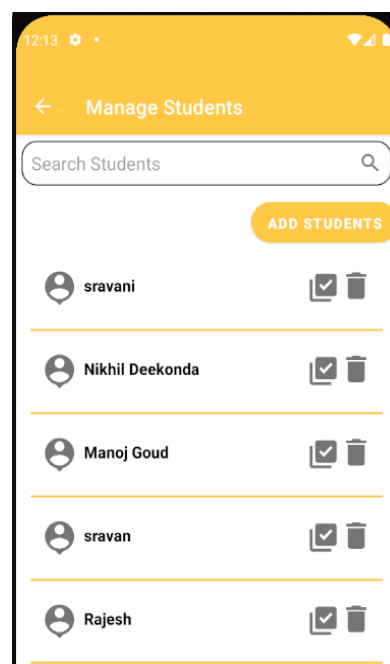 12:13
Manage Students
Search Students
ADD STUDENTS
sravani
Nikhil Deekonda
Manoj Goud
sravan
Rajesh